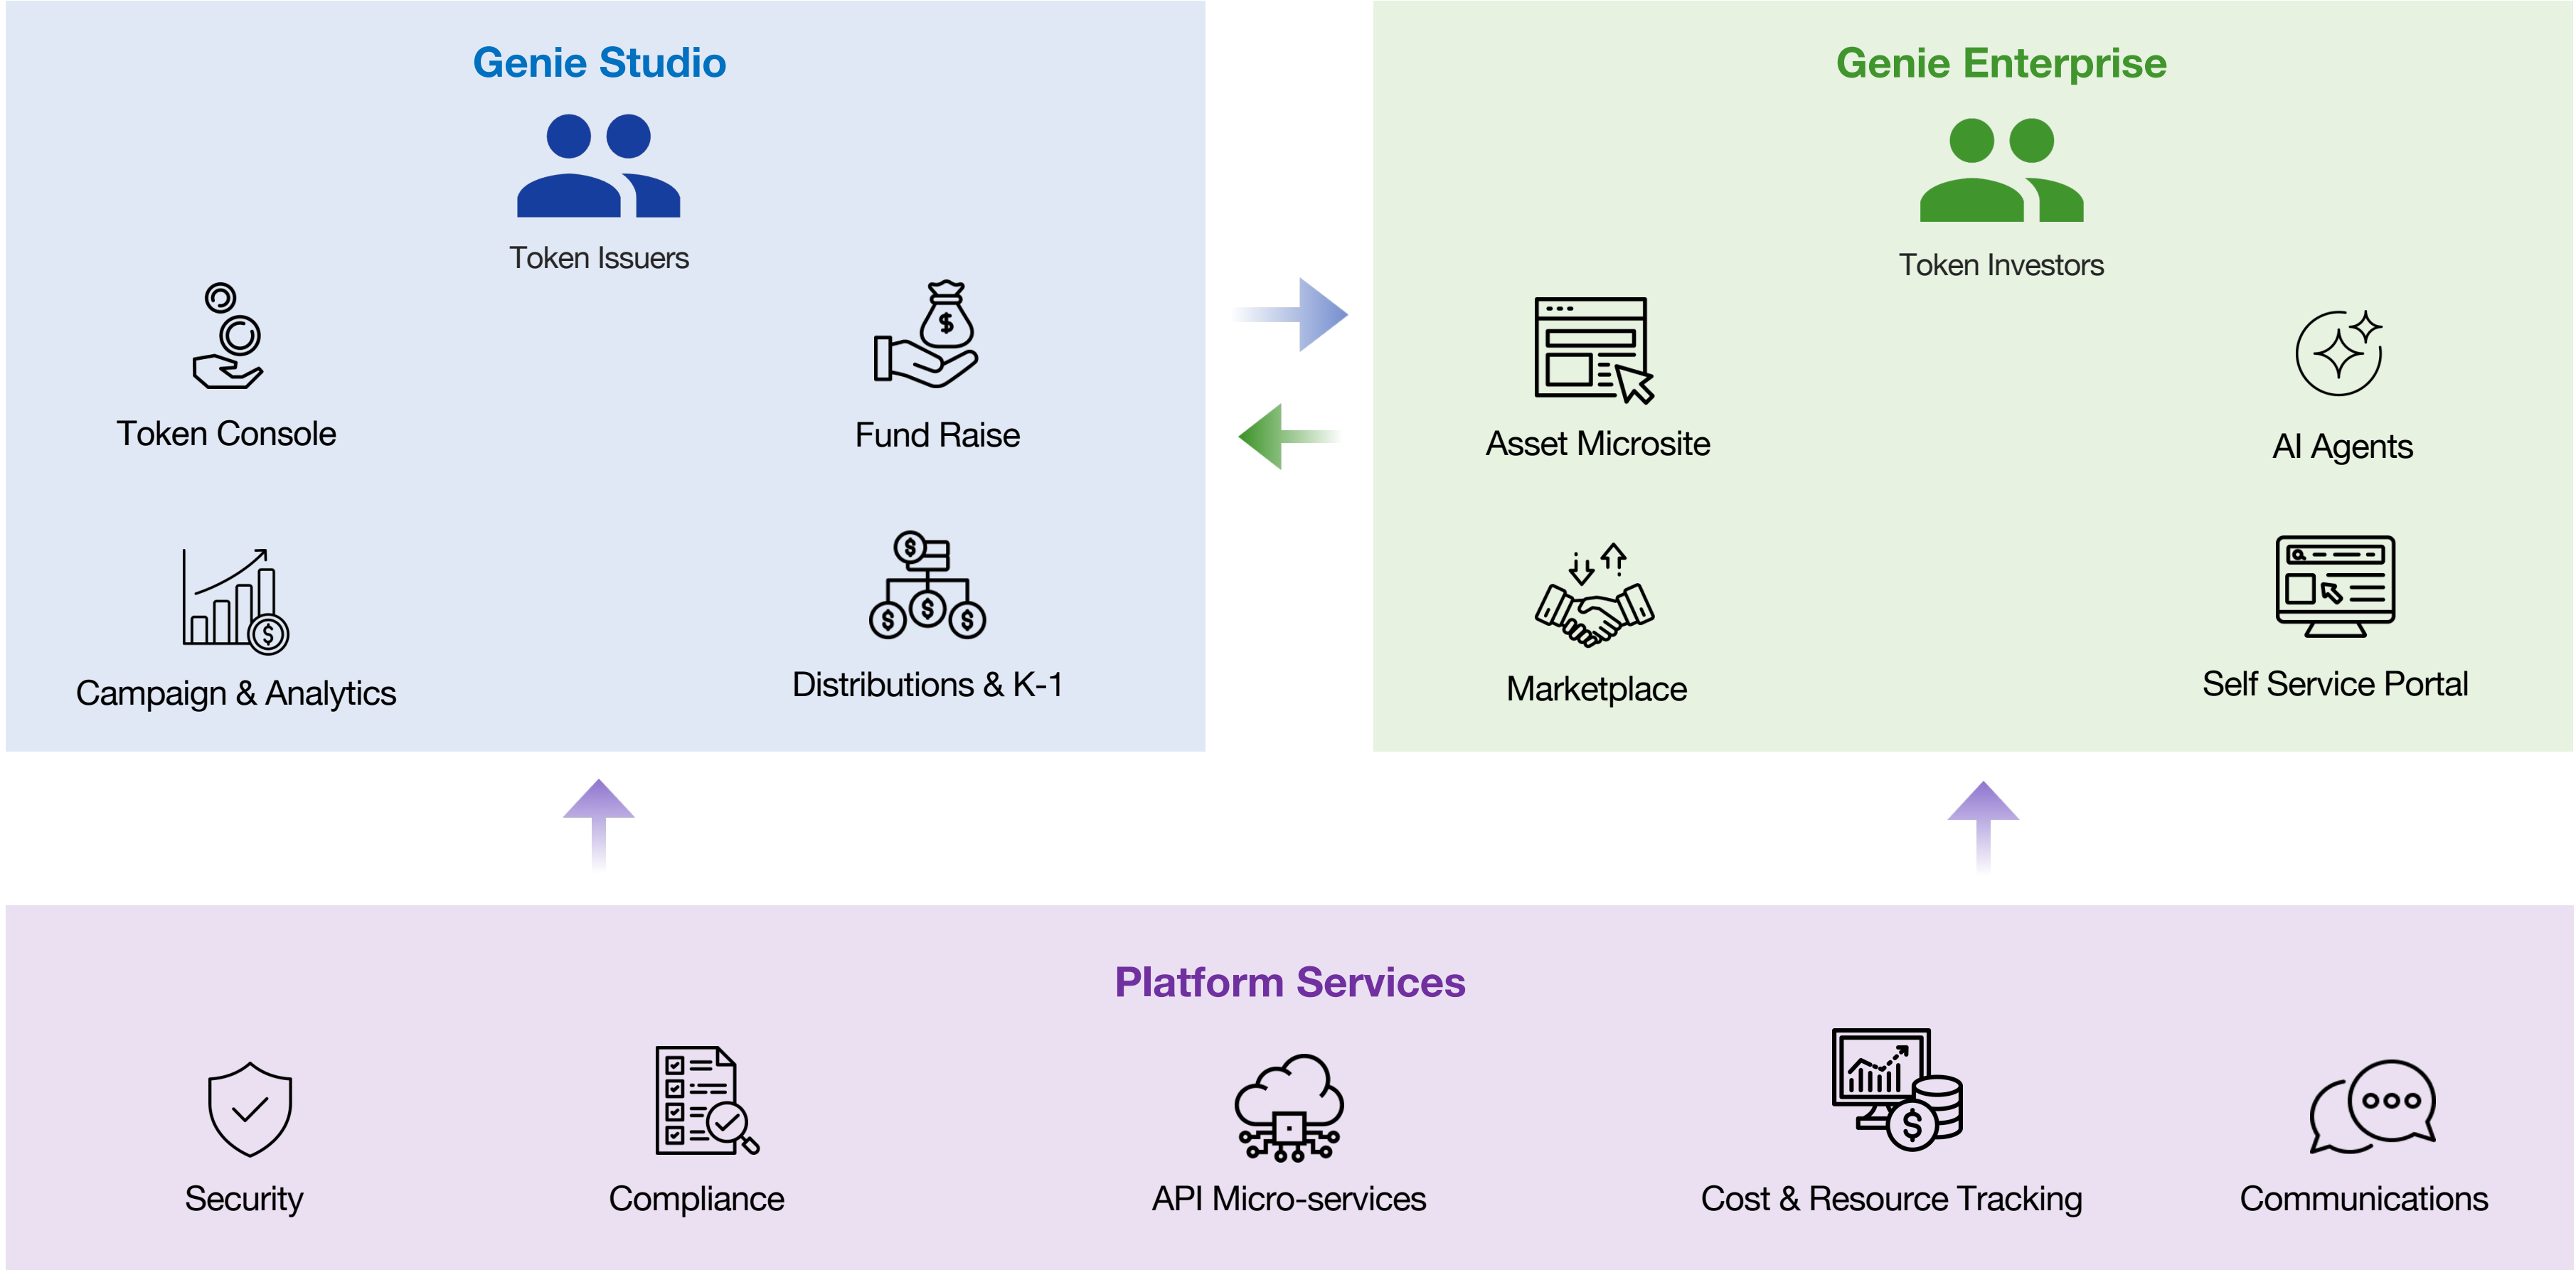 Genie Studio
Token Issuers
Token Console
Fund Raise
Campaign & Analytics
Distributions & K-1
Genie Enterprise
Token Investors
Asset Microsite
AI Agents
Marketplace
Self Service Portal
Platform Services
Security
Compliance
API Micro-services
Cost & Resource Tracking
Communications